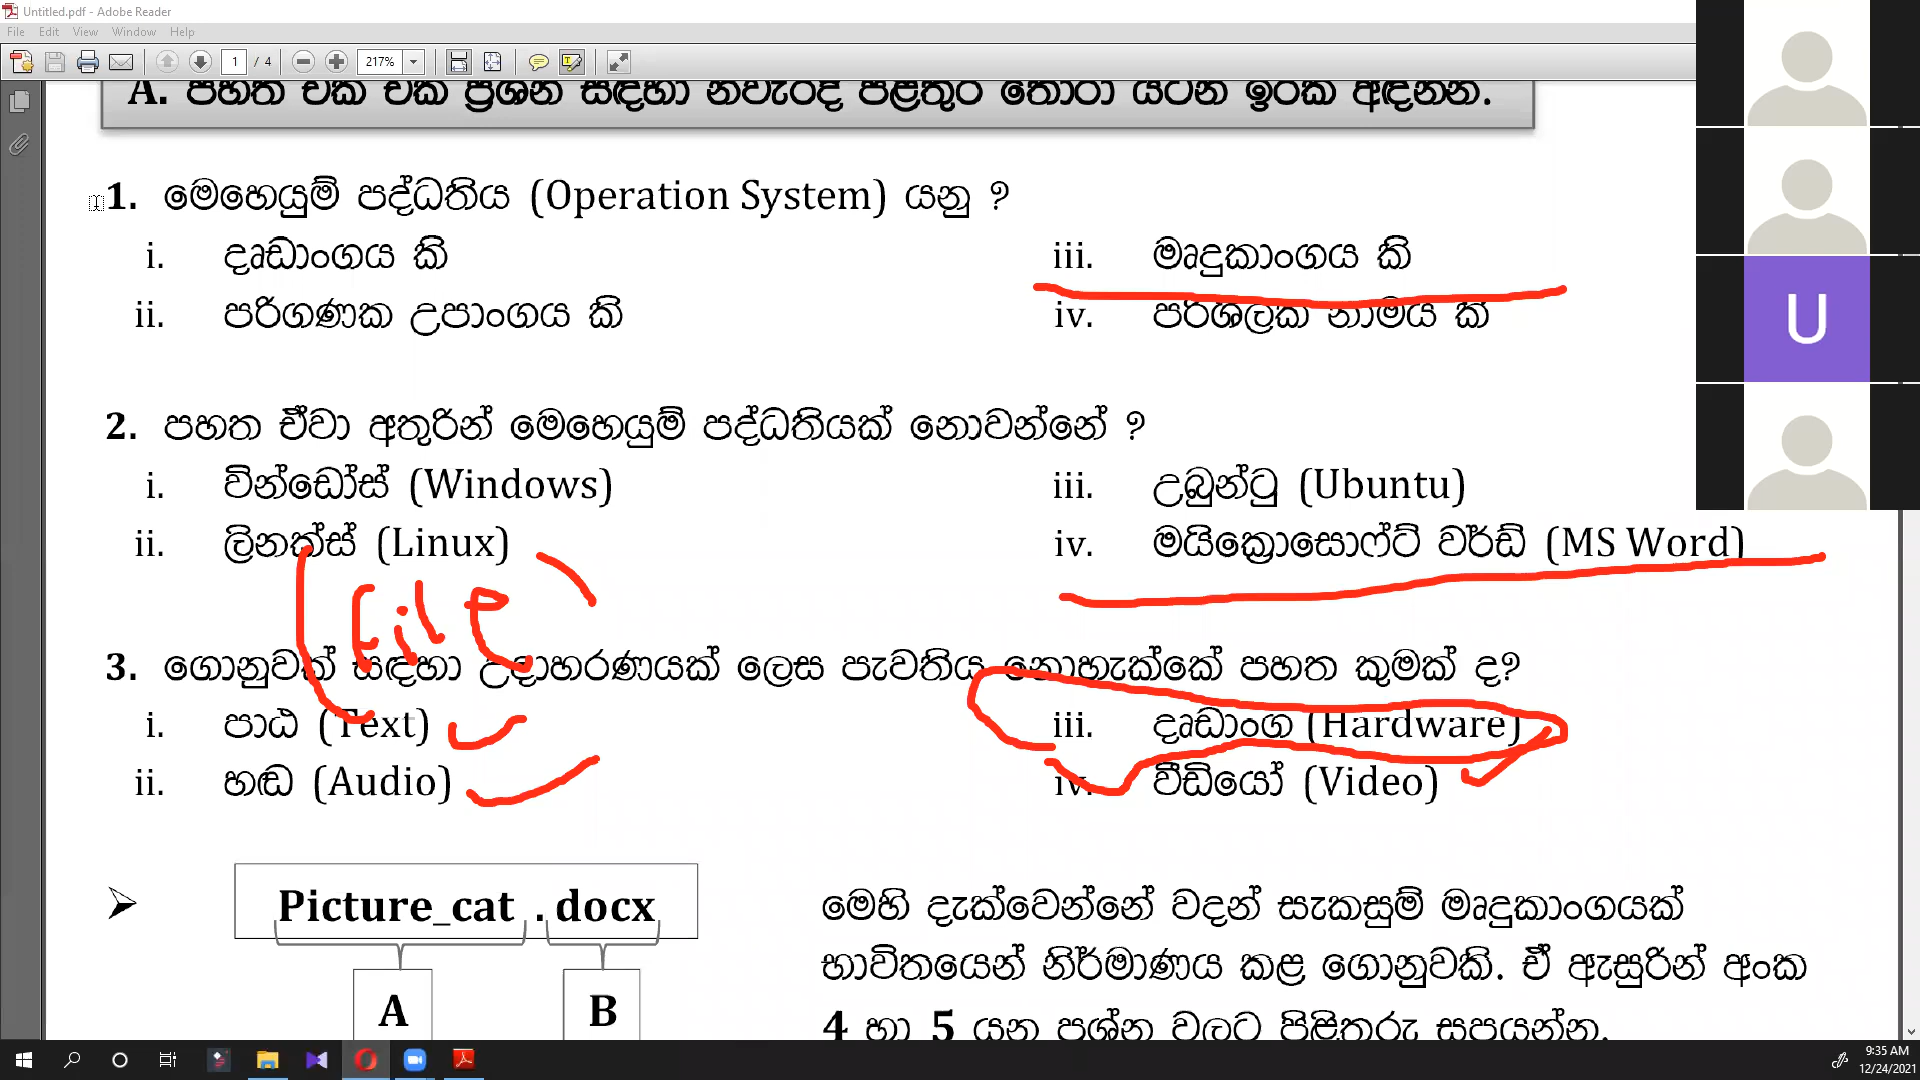 Untitled.pdf - Adobe Reader
File Edit View Window Help
1 / 4 217%
A. පහත එක් එක් ප්‍රශ්න සඳහා නිවැරදි පිළිතුර තෝරා යටින් ඉරක් අඳින්න.
1. මෙහෙයුම් පද්ධතිය (Operation System) යනු ?
i. දෘඩාංගය කි
iii. මෘදුකාංගය කි
ii. පරිගණක උපාංගය කි
iv. පරිශීලක නාමය කි
U
2. පහත ඒවා අතුරින් මෙහෙයුම් පද්ධතියක් නොවන්නේ ?
i. වින්ඩෝස් (Windows)
iii. උබුන්ටු (Ubuntu)
ii. ලිනක්ස් (Linux)
iv. මයික්‍රොසොෆ්ට් වර්ඩ් (MS Word)
File
3. ගොනුවක් සඳහා උදාහරණයක් ලෙස පැවතිය නොහැක්කේ පහත කුමක් ද?
i. පාඨ (Text)
iii. දෘඩාංග (Hardware)
ii. හඬ (Audio)
iv. වීඩියෝ (Video)
Picture_cat . docx
A B
මෙහි දැක්වෙන්නේ වදන් සැකසුම් මෘදුකාංගයක්
භාවිතයෙන් නිර්මාණය කළ ගොනුවකි. ඒ ඇසුරින් අංක
4 හා 5 යන ප්‍රශ්න වලට පිළිතුරු සපයන්න.
9:35 AM
12/24/2021